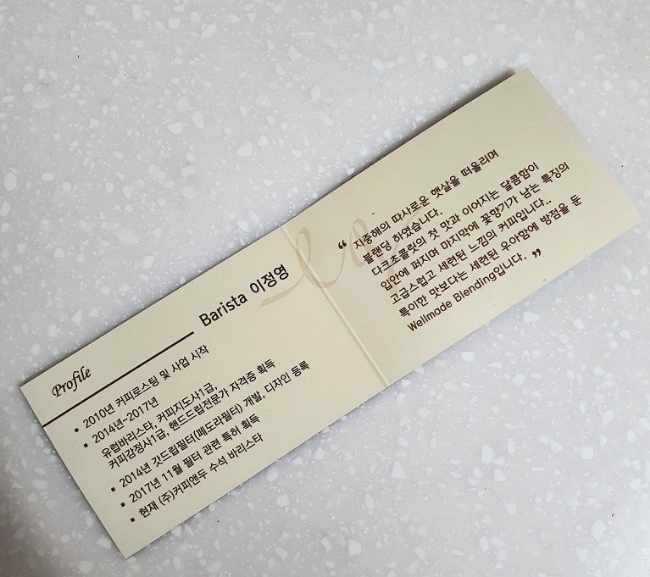 Profile
Barista 이정영
▪ 2010년 커피로스팅 및 사업 시작
▪ 2014년~2017년
유럽바리스타, 커피지도사1급,
커피감정사1급, 핸드드립전문가 자격증 획득
▪ 2014년 갓드립필터(페도라필터) 개발, 디자인 등록
▪ 2017년 11월 필터 관련 특허 획득
▪ 현재 (주)커피앤두 수석 바리스타
“ 지중해의 따사로운 햇살을 떠올리며
블랜딩 하였습니다.
다크초콜릿의 첫 맛과 이어지는 달콤함이
입안에 퍼지며 마지막에 꽃향기가 남는 특징의
고급스럽고 세련된 느낌의 커피입니다..
특이한 맛보다는 세련된 우아함에 방점을 둔
Wellmade Blending입니다. ”